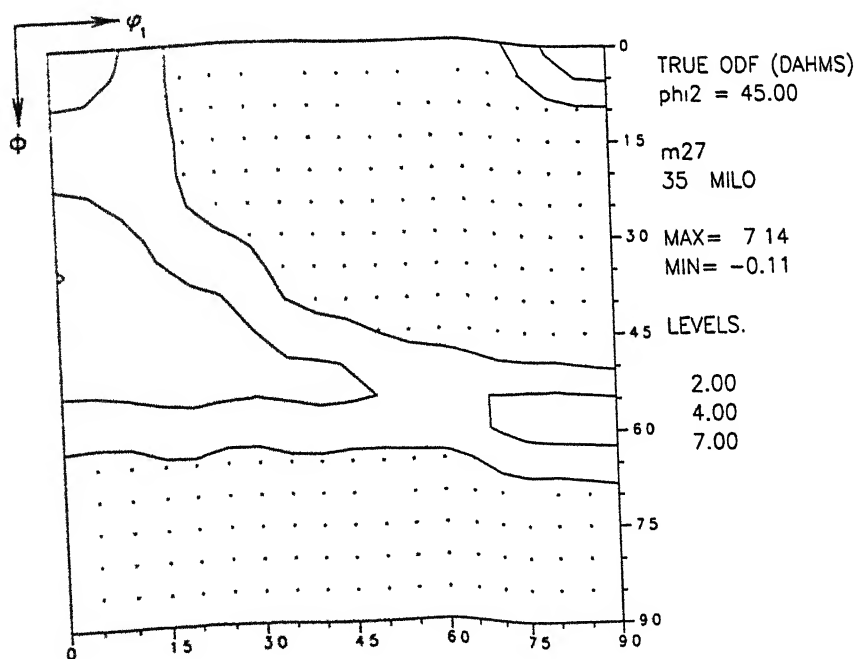 φ₁
Φ
TRUE ODF (DAHMS)
phi2 = 45.00
m27
35 MILO
MAX= 7 14
MIN= -0.11
LEVELS.
2.00
4.00
7.00
0
15
30
45
60
75
90
0
15
30
45
60
75
90